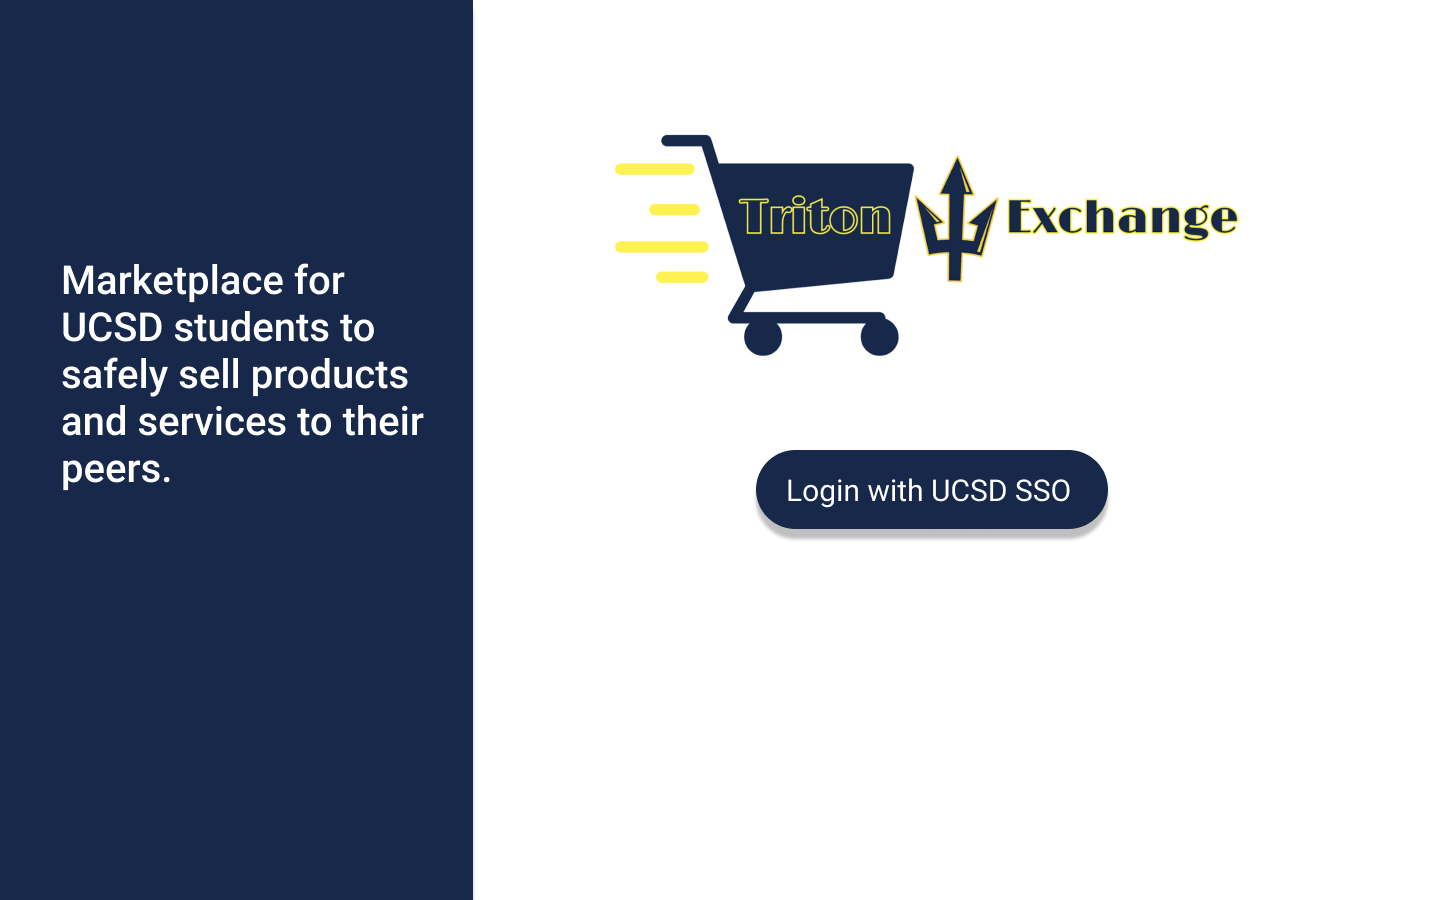 Marketplace for
UCSD students to
safely sell products
and services to their
peers.
Triton Exchange
Login with UCSD SSO